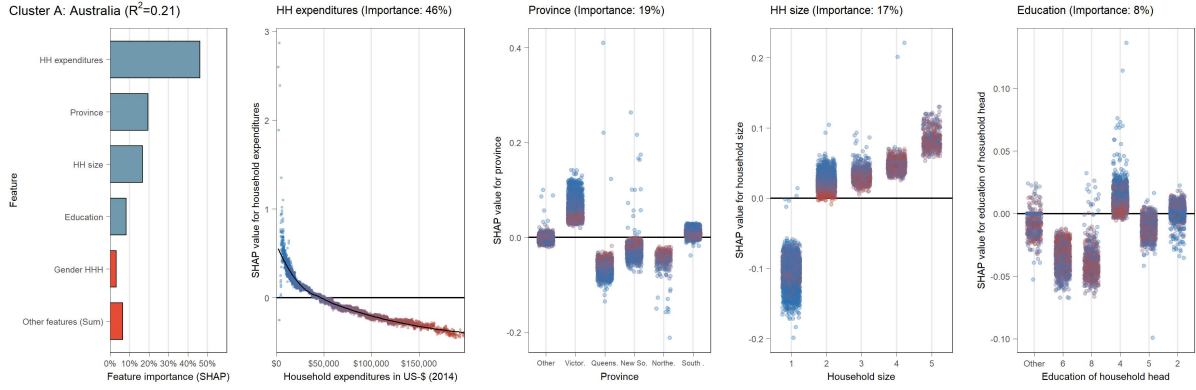 Cluster A: Australia (R²=0.21)
Feature
HH expenditures
Province
HH size
Education
Gender HHH
Other features (Sum)
0% 10% 20% 30% 40% 50%
Feature importance (SHAP)
HH expenditures (Importance: 46%)
SHAP value for household expenditures
3
2
1
0
$0 $50,000 $100,000 $150,000
Household expenditures in US-$ (2014)
Province (Importance: 19%)
SHAP value for province
0.4
0.2
0.0
-0.2
Other Victor. Queens. New So. Northe. South .
Province
HH size (Importance: 17%)
SHAP value for household size
0.2
0.1
0.0
-0.1
-0.2
1 2 3 4 5
Household size
Education (Importance: 8%)
SHAP value for education of hosuehold head
0.10
0.05
0.00
-0.05
-0.10
Other 6 8 4 5 2
Education of household head